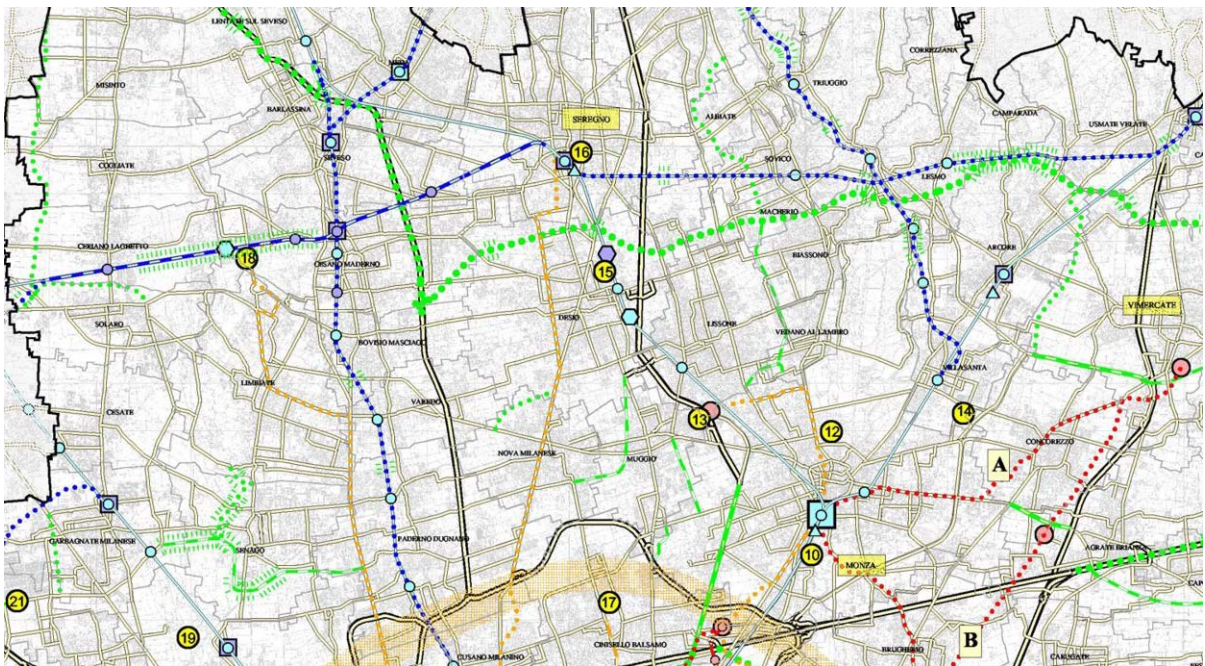 LENTATE SUL SEVESO
MEDA
CORREZZANA
MISINTO
TRIUGGIO
BARLASSINA
ALBIATE
CAMPARADA
SEREGNO
USMATE VELATE
SEVESO
16
COGLIATE
SOVICO
LESMO
MACHERIO
CERIANO LAGHETTO
18
CESANO MADERNO
15
BIASSONO
ARCORE
VIMERCATE
SOLARO
DESIO
LISSONE
VEDANO AL LAMBRO
BOVISIO MASCIAGO
VILLASANTA
LIMBIATE
CESATE
VAREDO
13
14
12
CONCOREZZO
NOVA MILANESE
MUGGIO'
A
GARBAGNATE MILANESE
PADERNO DUGNANO
SENAGO
10
AGRATE BRIANZA
MONZA
21
17
19
CINISELLO BALSAMO
B
BRUGHERIO
CUSANO MILANINO
CARUGATE